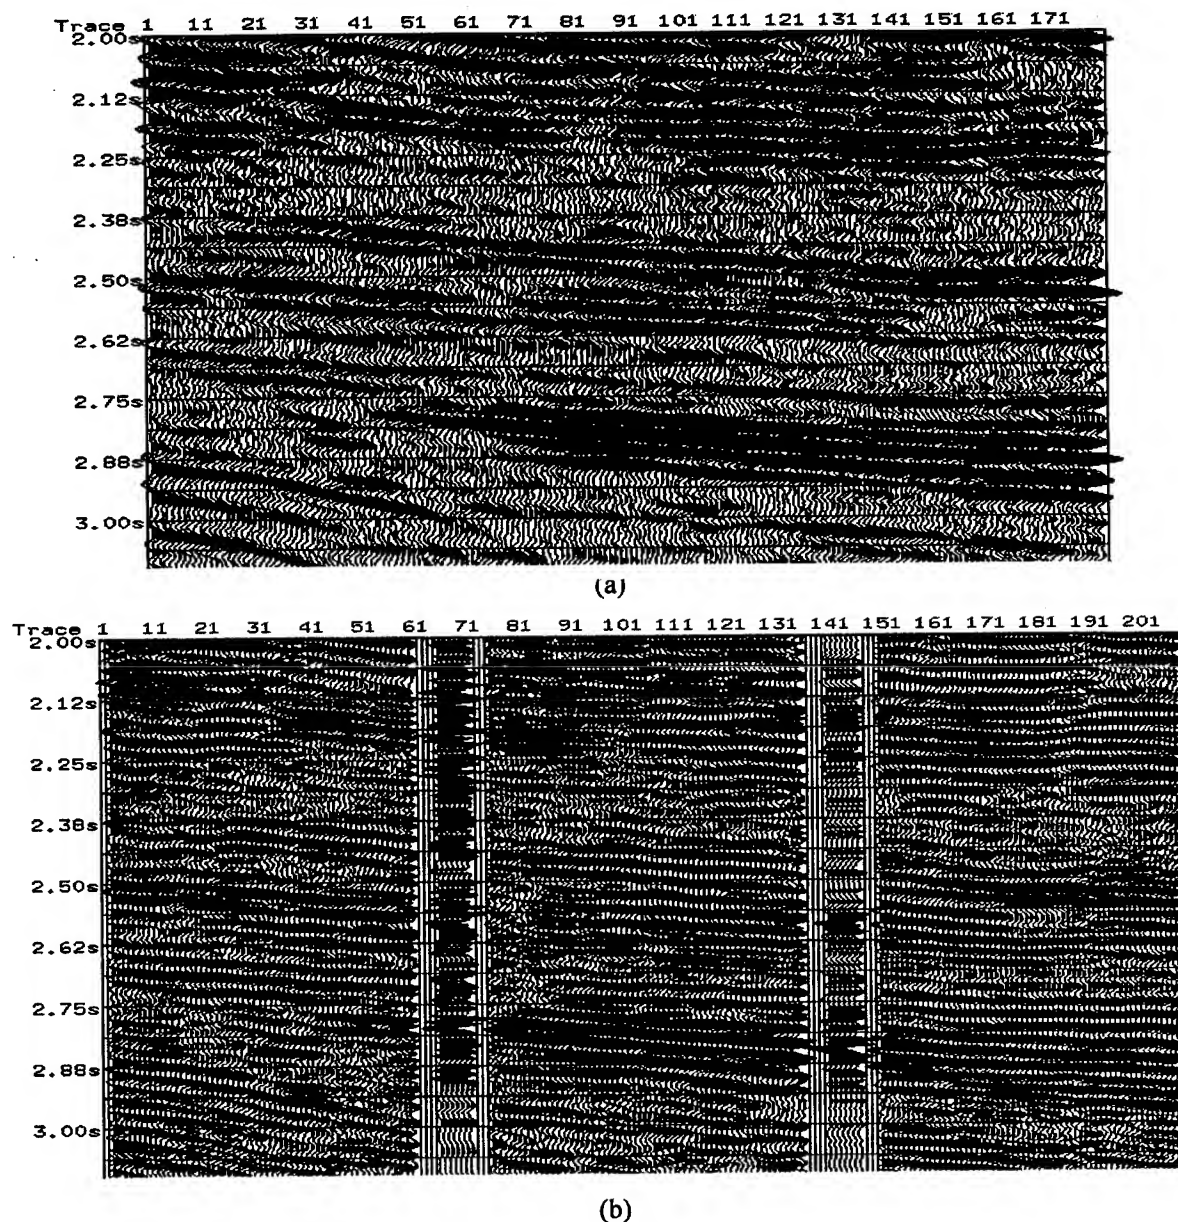 Trace 1 11 21 31 41 51 61 71 81 91 101 111 121 131 141 151 161 171
2.00s
2.12s
2.25s
2.38s
2.50s
2.62s
2.75s
2.88s
3.00s
(a)
Trace 1 11 21 31 41 51 61 71 81 91 101 111 121 131 141 151 161 171 181 191 201
2.00s
2.12s
2.25s
2.38s
2.50s
2.62s
2.75s
2.88s
3.00s
(b)